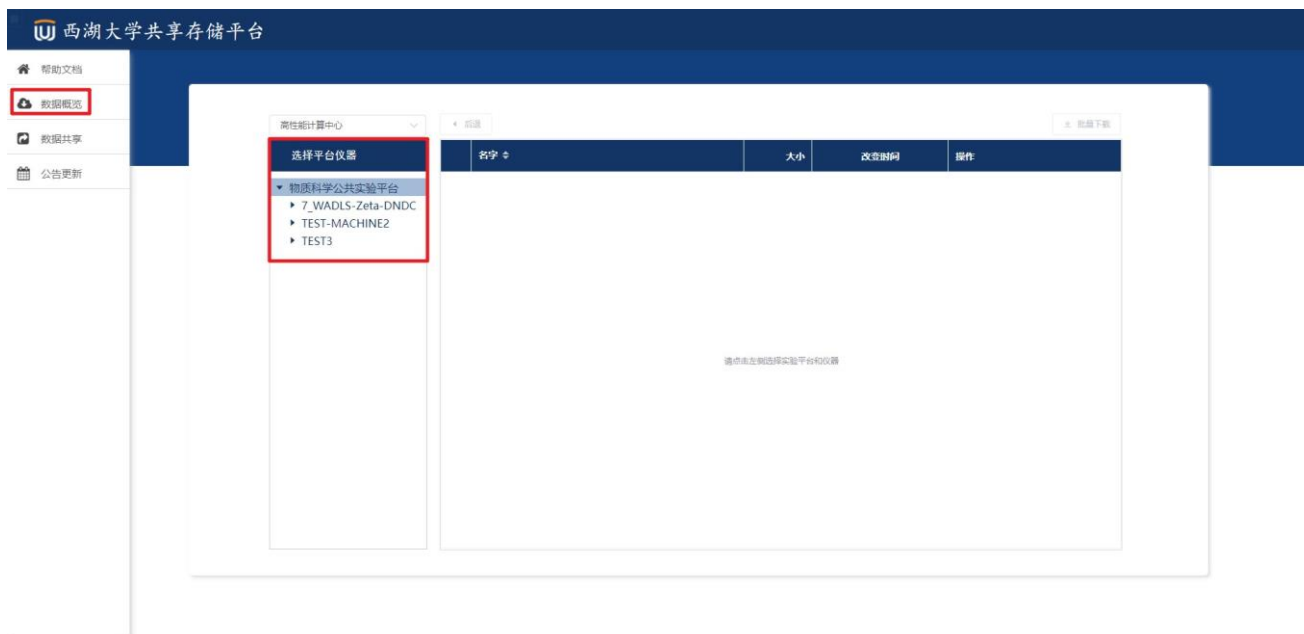 西湖大学共享存储平台
帮助文档
数据概览
数据共享
公告更新
高性能计算中心
后退
批量下载
选择平台仪器
名字 大小 改变时间 操作
物质科学公共实验平台
7_WADLS-Zeta-DNDC
TEST-MACHINE2
TEST3
请点击左侧选择实验平台和仪器